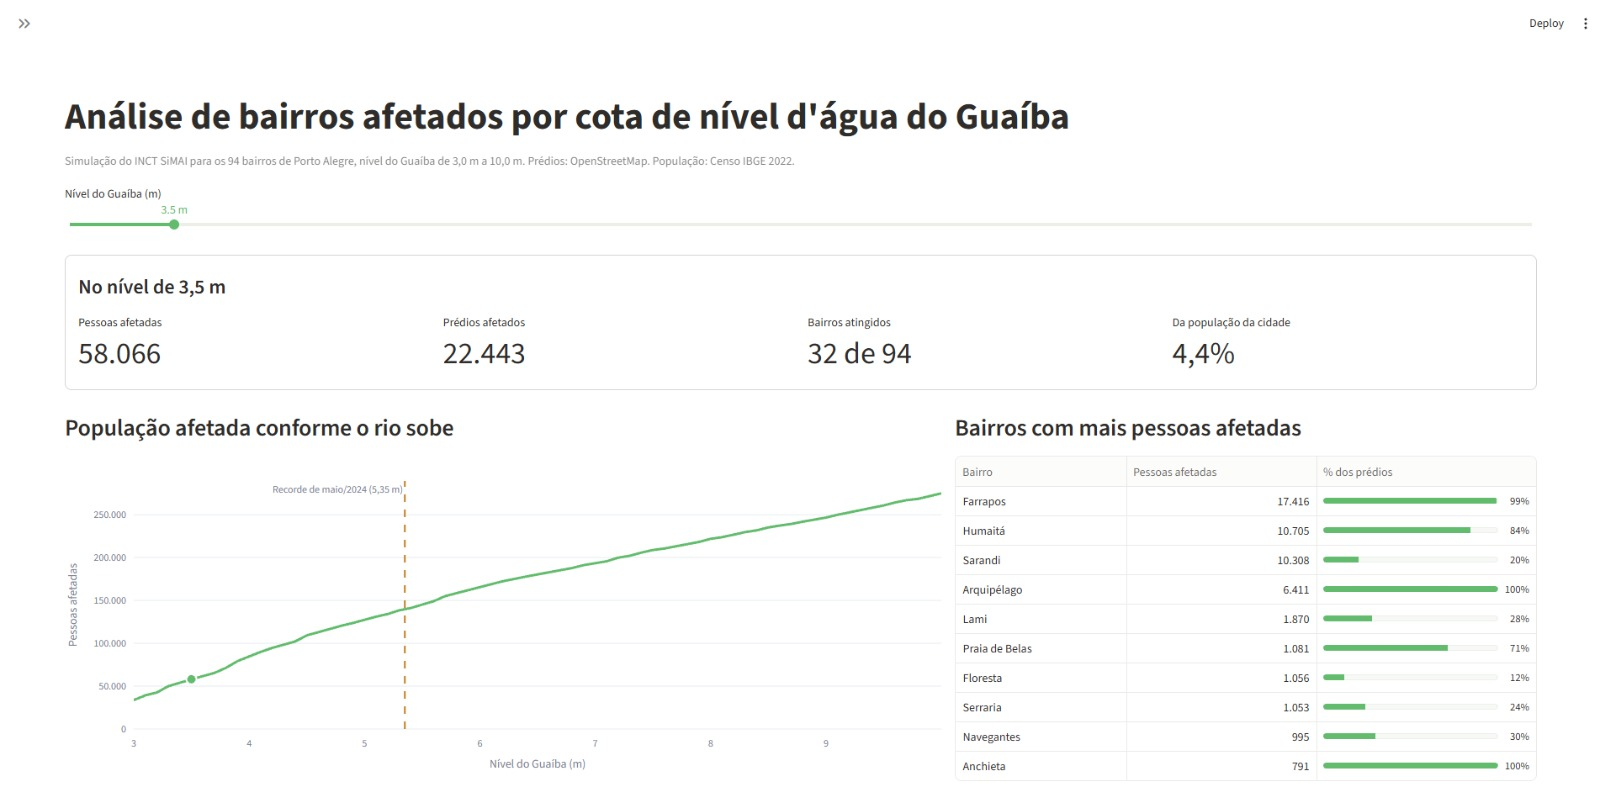 Deploy
Análise de bairros afetados por cota de nível d'água do Guaíba
Simulação do INCT SiMAI para os 94 bairros de Porto Alegre, nível do Guaíba de 3,0 m a 10,0 m. Prédios: OpenStreetMap. População: Censo IBGE 2022.
Nível do Guaíba (m)
3.5 m
No nível de 3,5 m
Pessoas afetadas Prédios afetados Bairros atingidos Da população da cidade
58.066 22.443 32 de 94 4,4%
População afetada conforme o rio sobe
Recorde de maio/2024 (5,35 m)
250.000
200.000
150.000
100.000
50.000
0
Pessoas afetadas
3 4 5 6 7 8 9
Nível do Guaíba (m)
Bairros com mais pessoas afetadas
Bairro Pessoas afetadas % dos prédios
Farrapos 17.416 99%
Humaitá 10.705 84%
Sarandi 10.308 20%
Arquipélago 6.411 100%
Lami 1.870 28%
Praia de Belas 1.081 71%
Floresta 1.056 12%
Serraria 1.053 24%
Navegantes 995 30%
Anchieta 791 100%